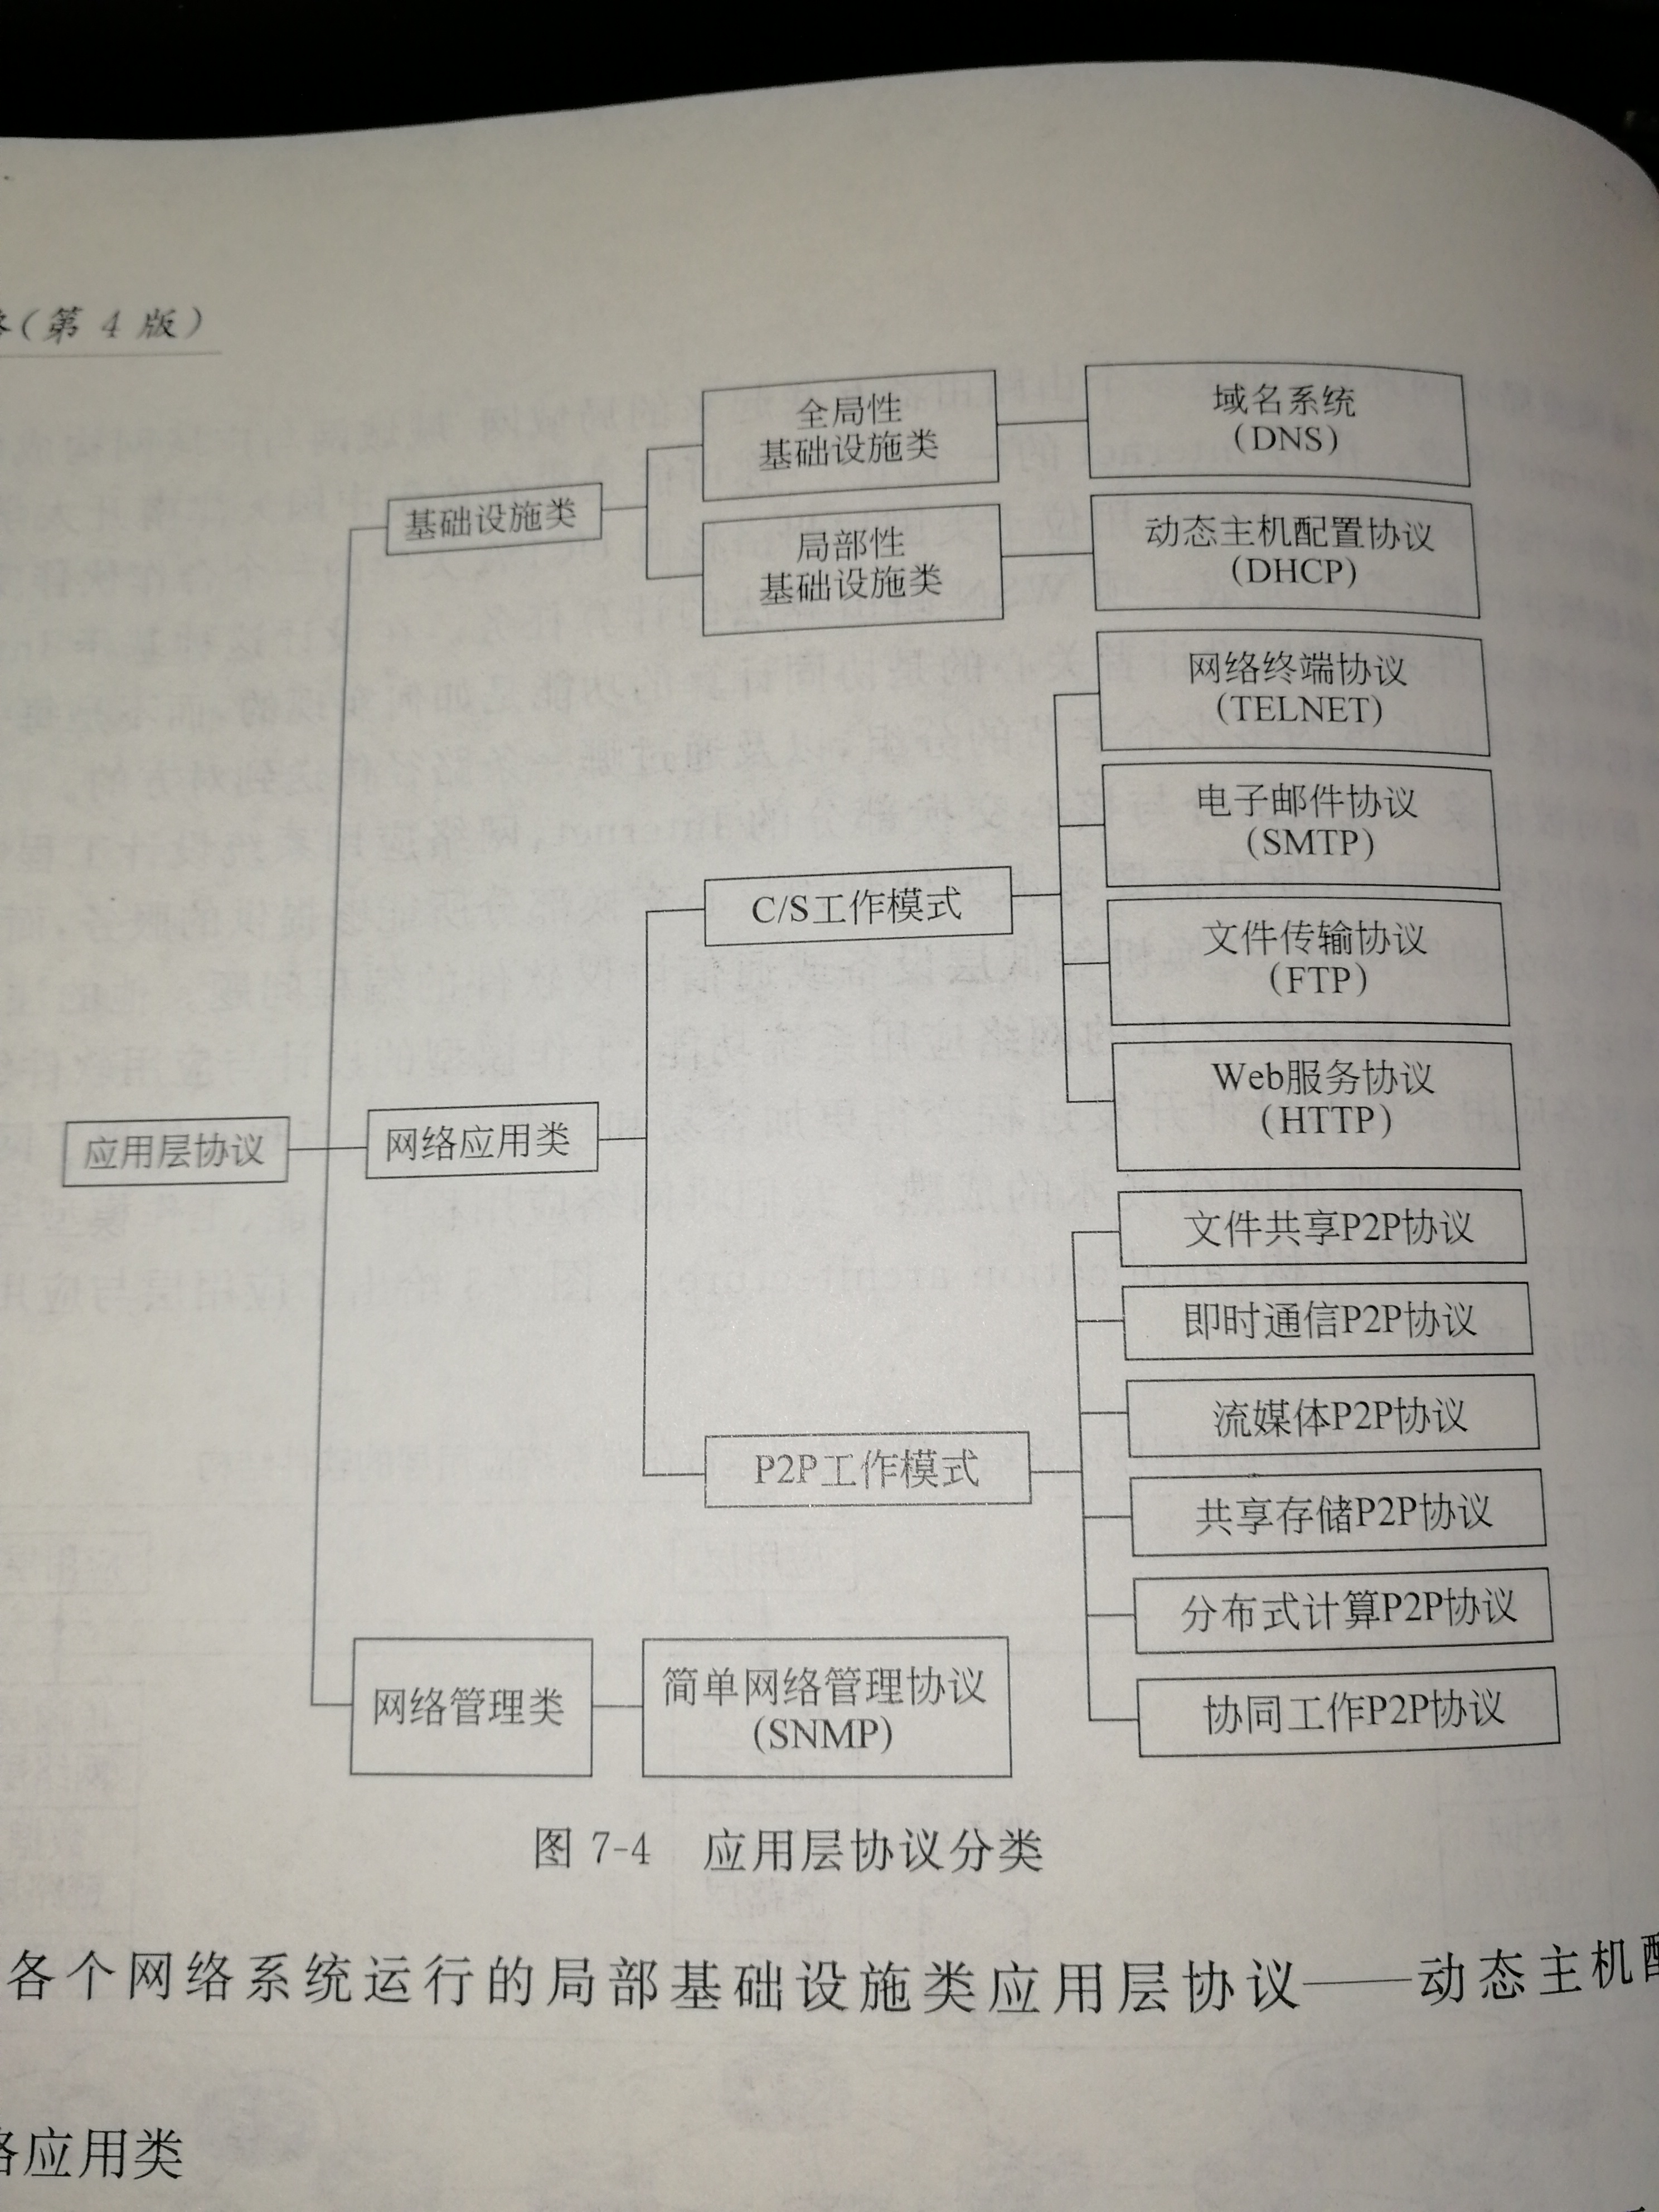 (第 4 版)
全局性
基础设施类
域名系统
(DNS)
基础设施类
局部性
基础设施类
动态主机配置协议
(DHCP)
网络终端协议
(TELNET)
电子邮件协议
(SMTP)
C/S工作模式
文件传输协议
(FTP)
Web服务协议
(HTTP)
应用层协议
网络应用类
文件共享P2P协议
即时通信P2P协议
流媒体P2P协议
P2P工作模式
共享存储P2P协议
分布式计算P2P协议
网络管理类
简单网络管理协议
(SNMP)
协同工作P2P协议
图 7-4 应用层协议分类
各个网络系统运行的局部基础设施类应用层协议——动态主机
应用类